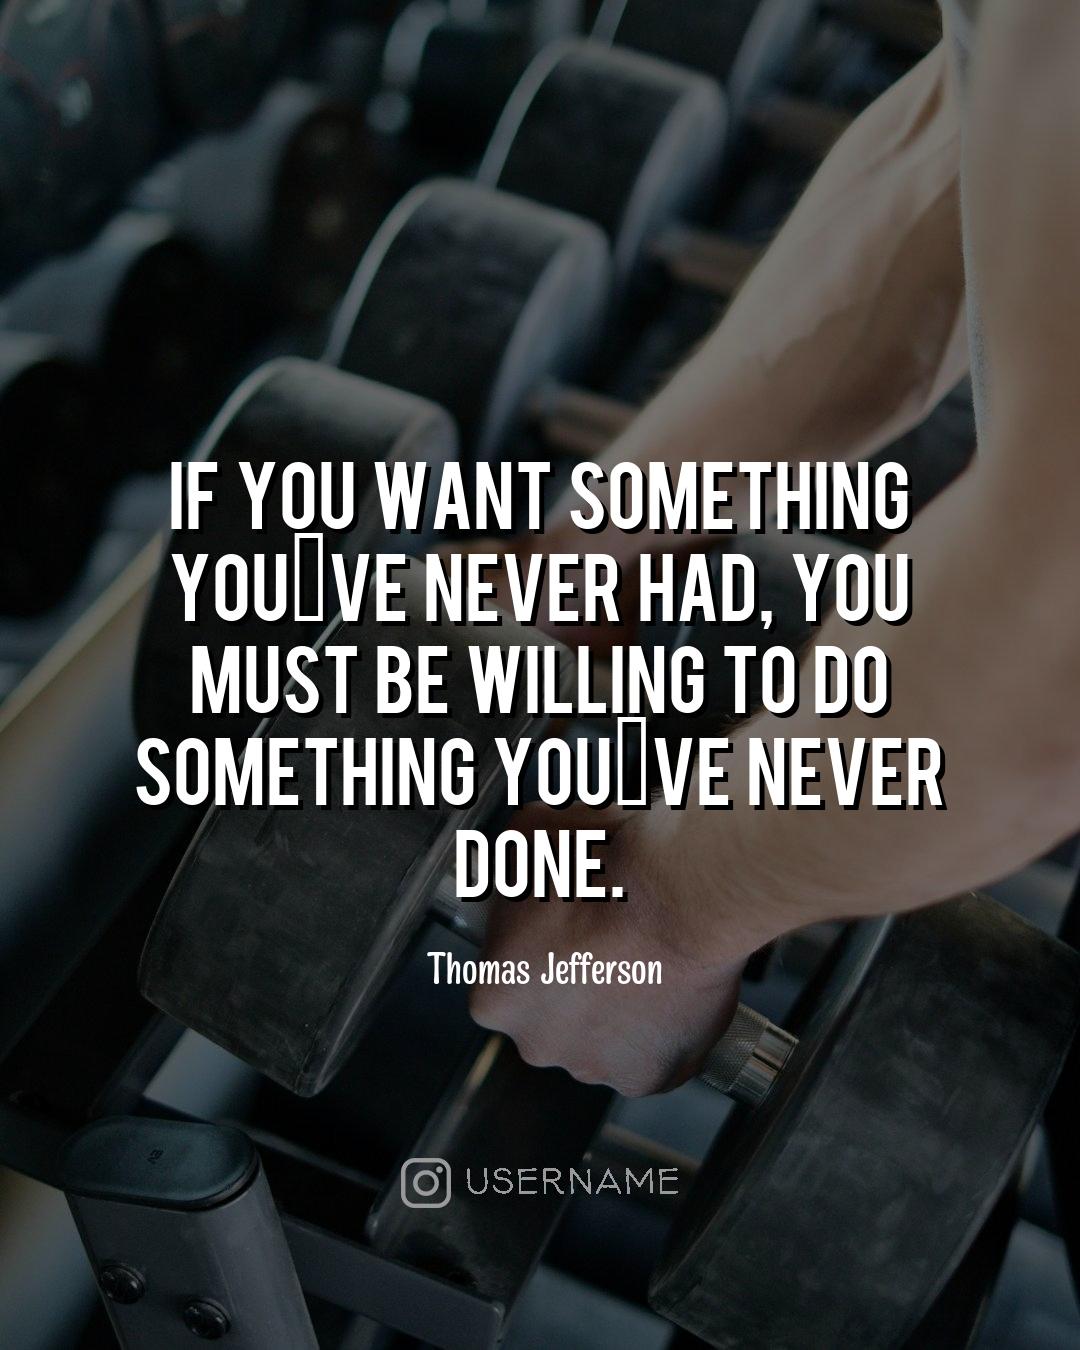 IF YOU WANT SOMETHING
YOU▯VE NEVER HAD, YOU
MUST BE WILLING TO DO
SOMETHING YOU▯VE NEVER
DONE.
Thomas Jefferson
USERNAME